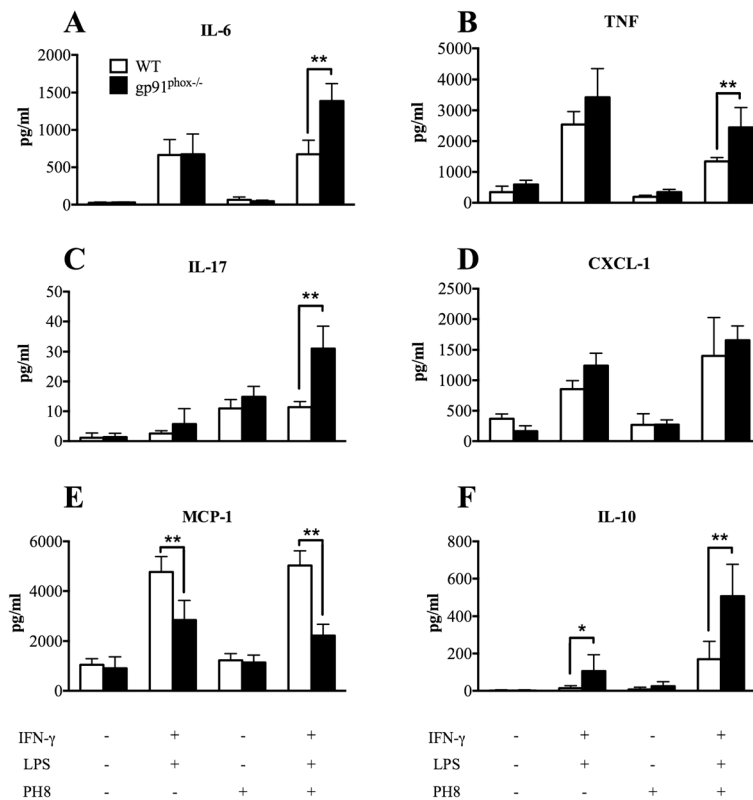 A
IL-6
pg/ml
2000
1500
1000
500
0
WT
gp91phox-/-
**
B
TNF
pg/ml
5000
4000
3000
2000
1000
0
**
C
IL-17
pg/ml
50
40
30
20
10
0
**
D
CXCL-1
pg/ml
2500
2000
1500
1000
500
0
E
MCP-1
pg/ml
6000
4000
2000
0
** **
F
IL-10
pg/ml
800
600
400
200
0
* **
IFN-γ - + - + - + - +
LPS - + - + - + - +
PH8 - - + + - - + +